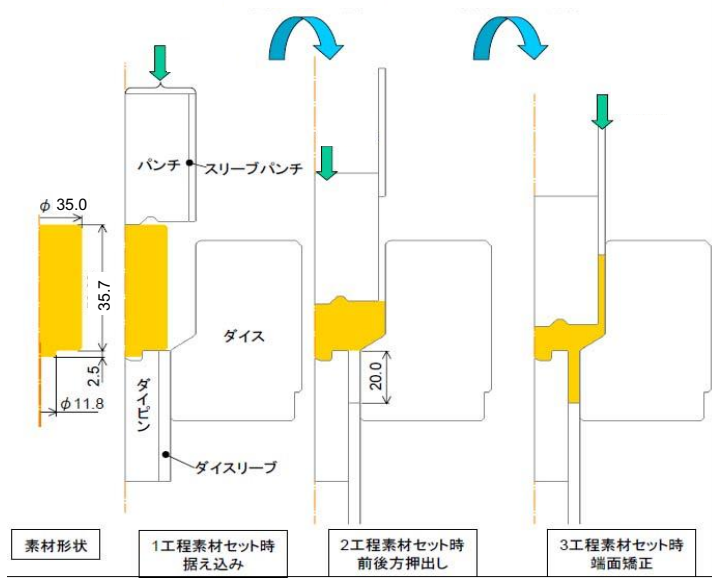 パンチ
スリーブパンチ
φ 35.0
35.7
2.5
φ11.8
ダイス
ダイピン
ダイスリーブ
20.0
素材形状
1工程素材セット時
据え込み
2工程素材セット時
前後方押出し
3工程素材セット時
端面矯正